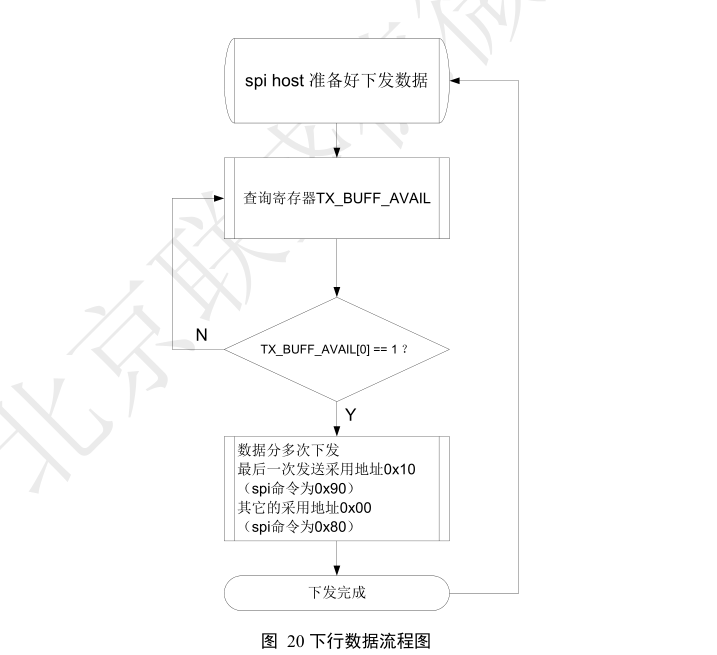 spi host 准备好下发数据
查询寄存器TX_BUFF_AVAIL
TX_BUFF_AVAIL[0] == 1 ?
N
Y
数据分多次下发
最后一次发送采用地址0x10
（spi命令为0x90）
其它的采用地址0x00
（spi命令为0x80）
下发完成
图 20 下行数据流程图
北京联